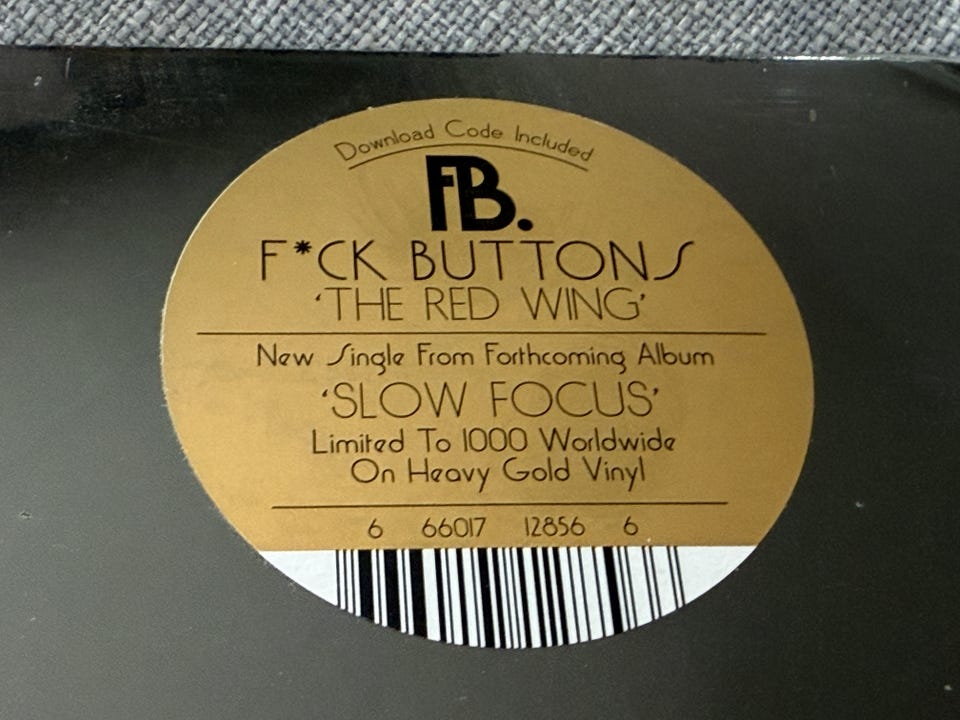 Download Code Included
FB.
F*CK BUTTONS
‘THE RED WING’
New Single From Forthcoming Album
‘SLOW FOCUS’
Limited To 1000 Worldwide
On Heavy Gold Vinyl
6 66017 12856 6